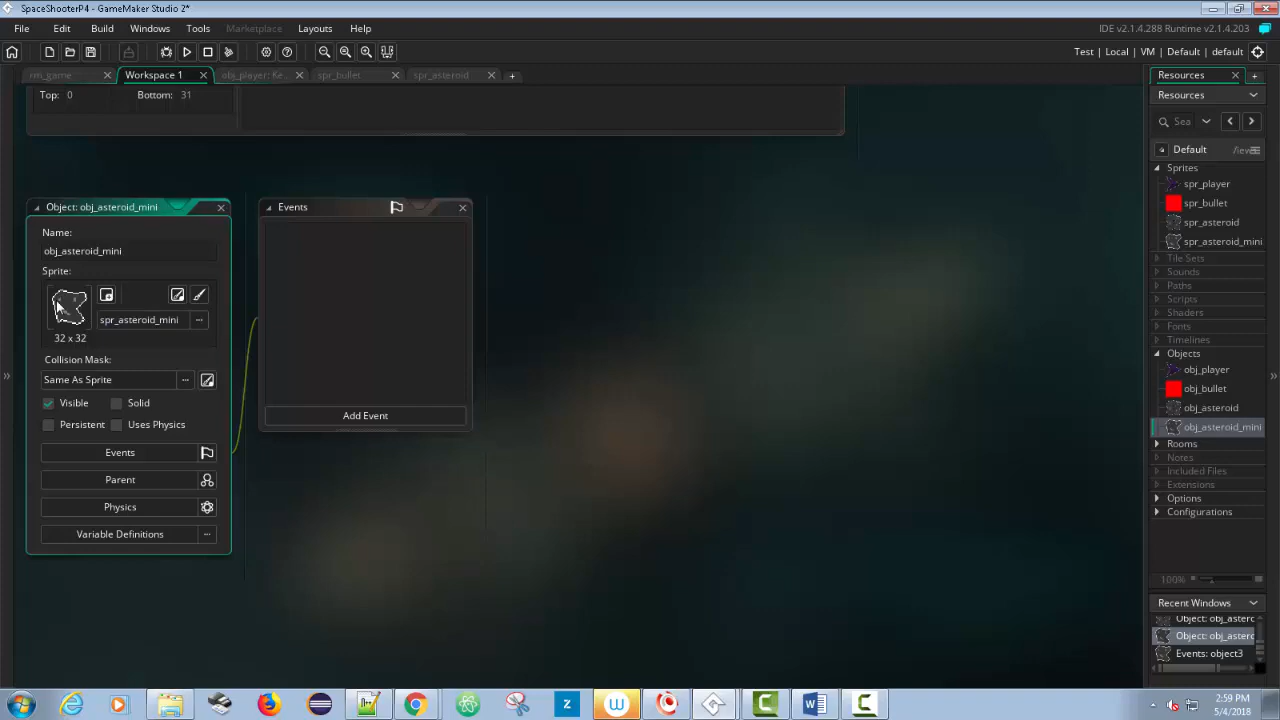 SpaceShooterP4 - GameMaker Studio 2*
File Edit Build Windows Tools Marketplace Layouts Help
IDE v2.1.4.288 Runtime v2.1.4.203
Test | Local | VM | Default | default
rm_game Workspace 1 obj_player: Ke... spr_bullet spr_asteroid
Top: 0 Bottom: 31
Object: obj_asteroid_mini
Name:
obj_asteroid_mini
Sprite:
spr_asteroid_mini
32 x 32
Collision Mask:
Same As Sprite
Visible Solid
Persistent Uses Physics
Events
Parent
Physics
Variable Definitions
Events
Add Event
Resources
Resources
Sea
Default
Sprites
spr_player
spr_bullet
spr_asteroid
spr_asteroid_mini
Tile Sets
Sounds
Paths
Scripts
Shaders
Fonts
Timelines
Objects
obj_player
obj_bullet
obj_asteroid
obj_asteroid_mini
Rooms
Notes
Included Files
Extensions
Options
Configurations
100%
Recent Windows
Object: obj_asterc
Object: obj_asterc
Events: object3
2:59 PM
5/4/2018